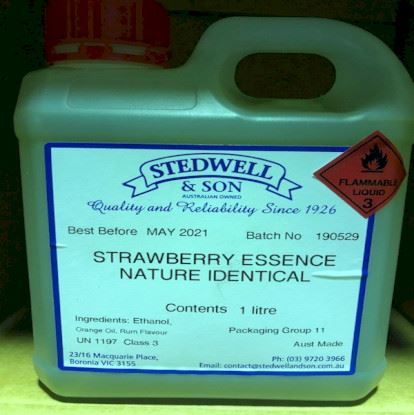 STEDWELL
& SON
AUSTRALIAN OWNED
Quality and Reliability Since 1926
Best Before MAY 2021 Batch No 190529
STRAWBERRY ESSENCE
NATURE IDENTICAL
Contents 1 litre
Ingredients: Ethanol,
Orange Oil, Rum Flavour
Packaging Group 11
UN 1197 Class 3 Aust Made
23/16 Macquarie Place,
Boronia VIC 3155
Ph: (03) 9720 3966
Email: contact@stedwellandson.com.au
FLAMMABLE
LIQUID
3